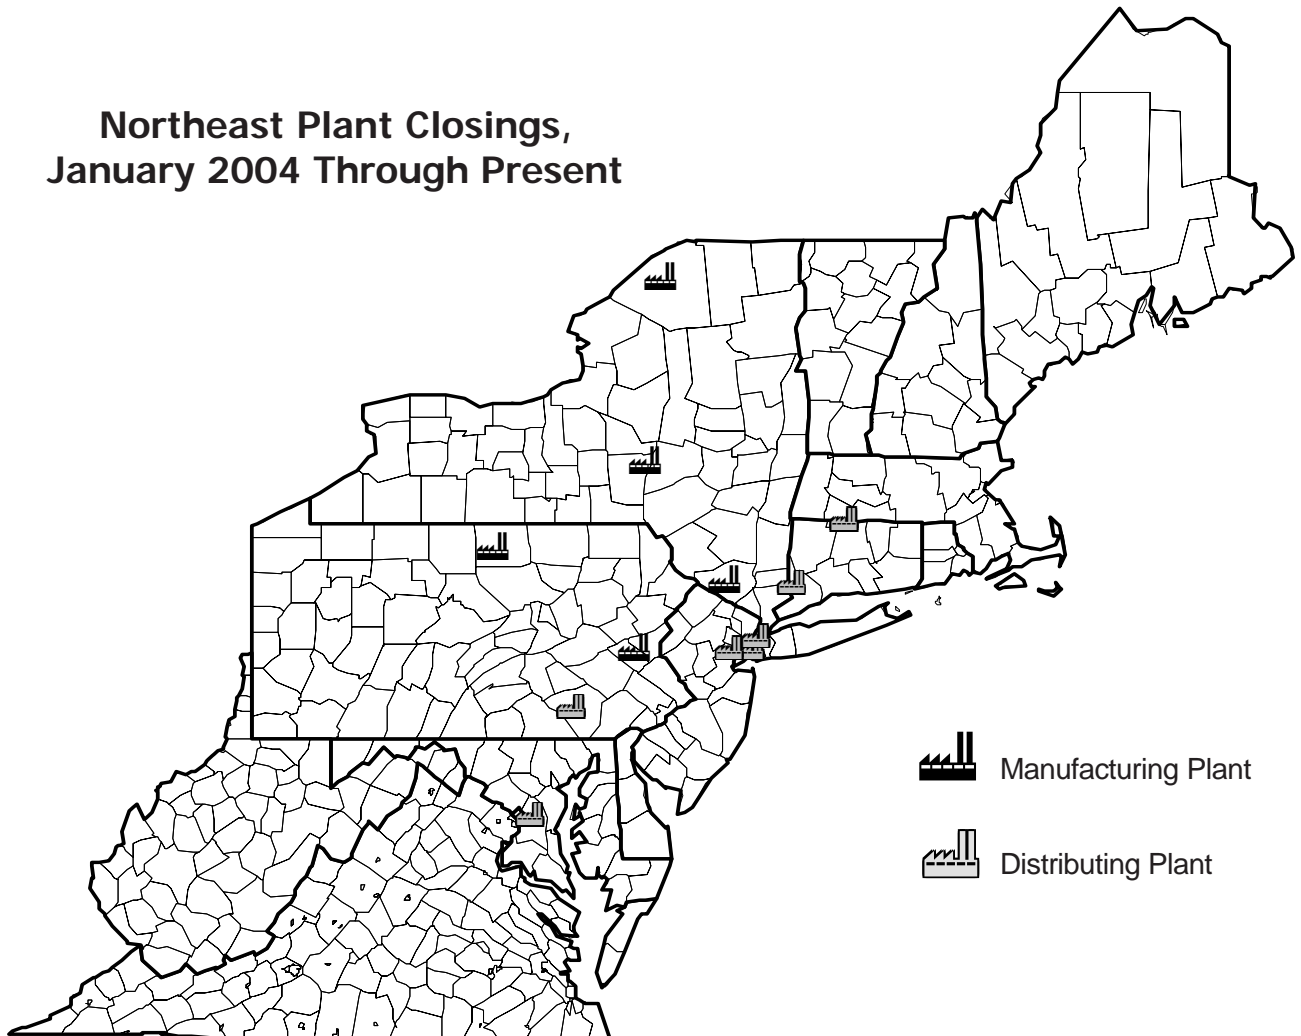 Northeast Plant Closings,
January 2004 Through Present
Manufacturing Plant
Distributing Plant